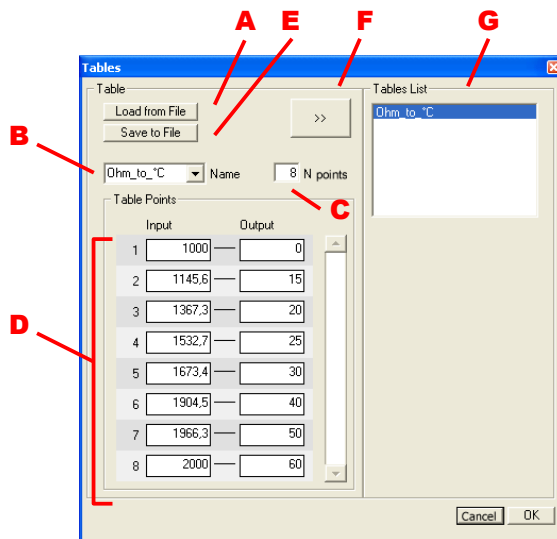 A E F G
Tables
Table
Tables List
Load from File
Save to File
>>
Ohm_to_°C
B
Ohm_to_°C Name 8 N points
C
Table Points
Input Output
D
1 1000 0
2 1145,6 15
3 1367,3 20
4 1532,7 25
5 1673,4 30
6 1904,5 40
7 1966,3 50
8 2000 60
Cancel OK